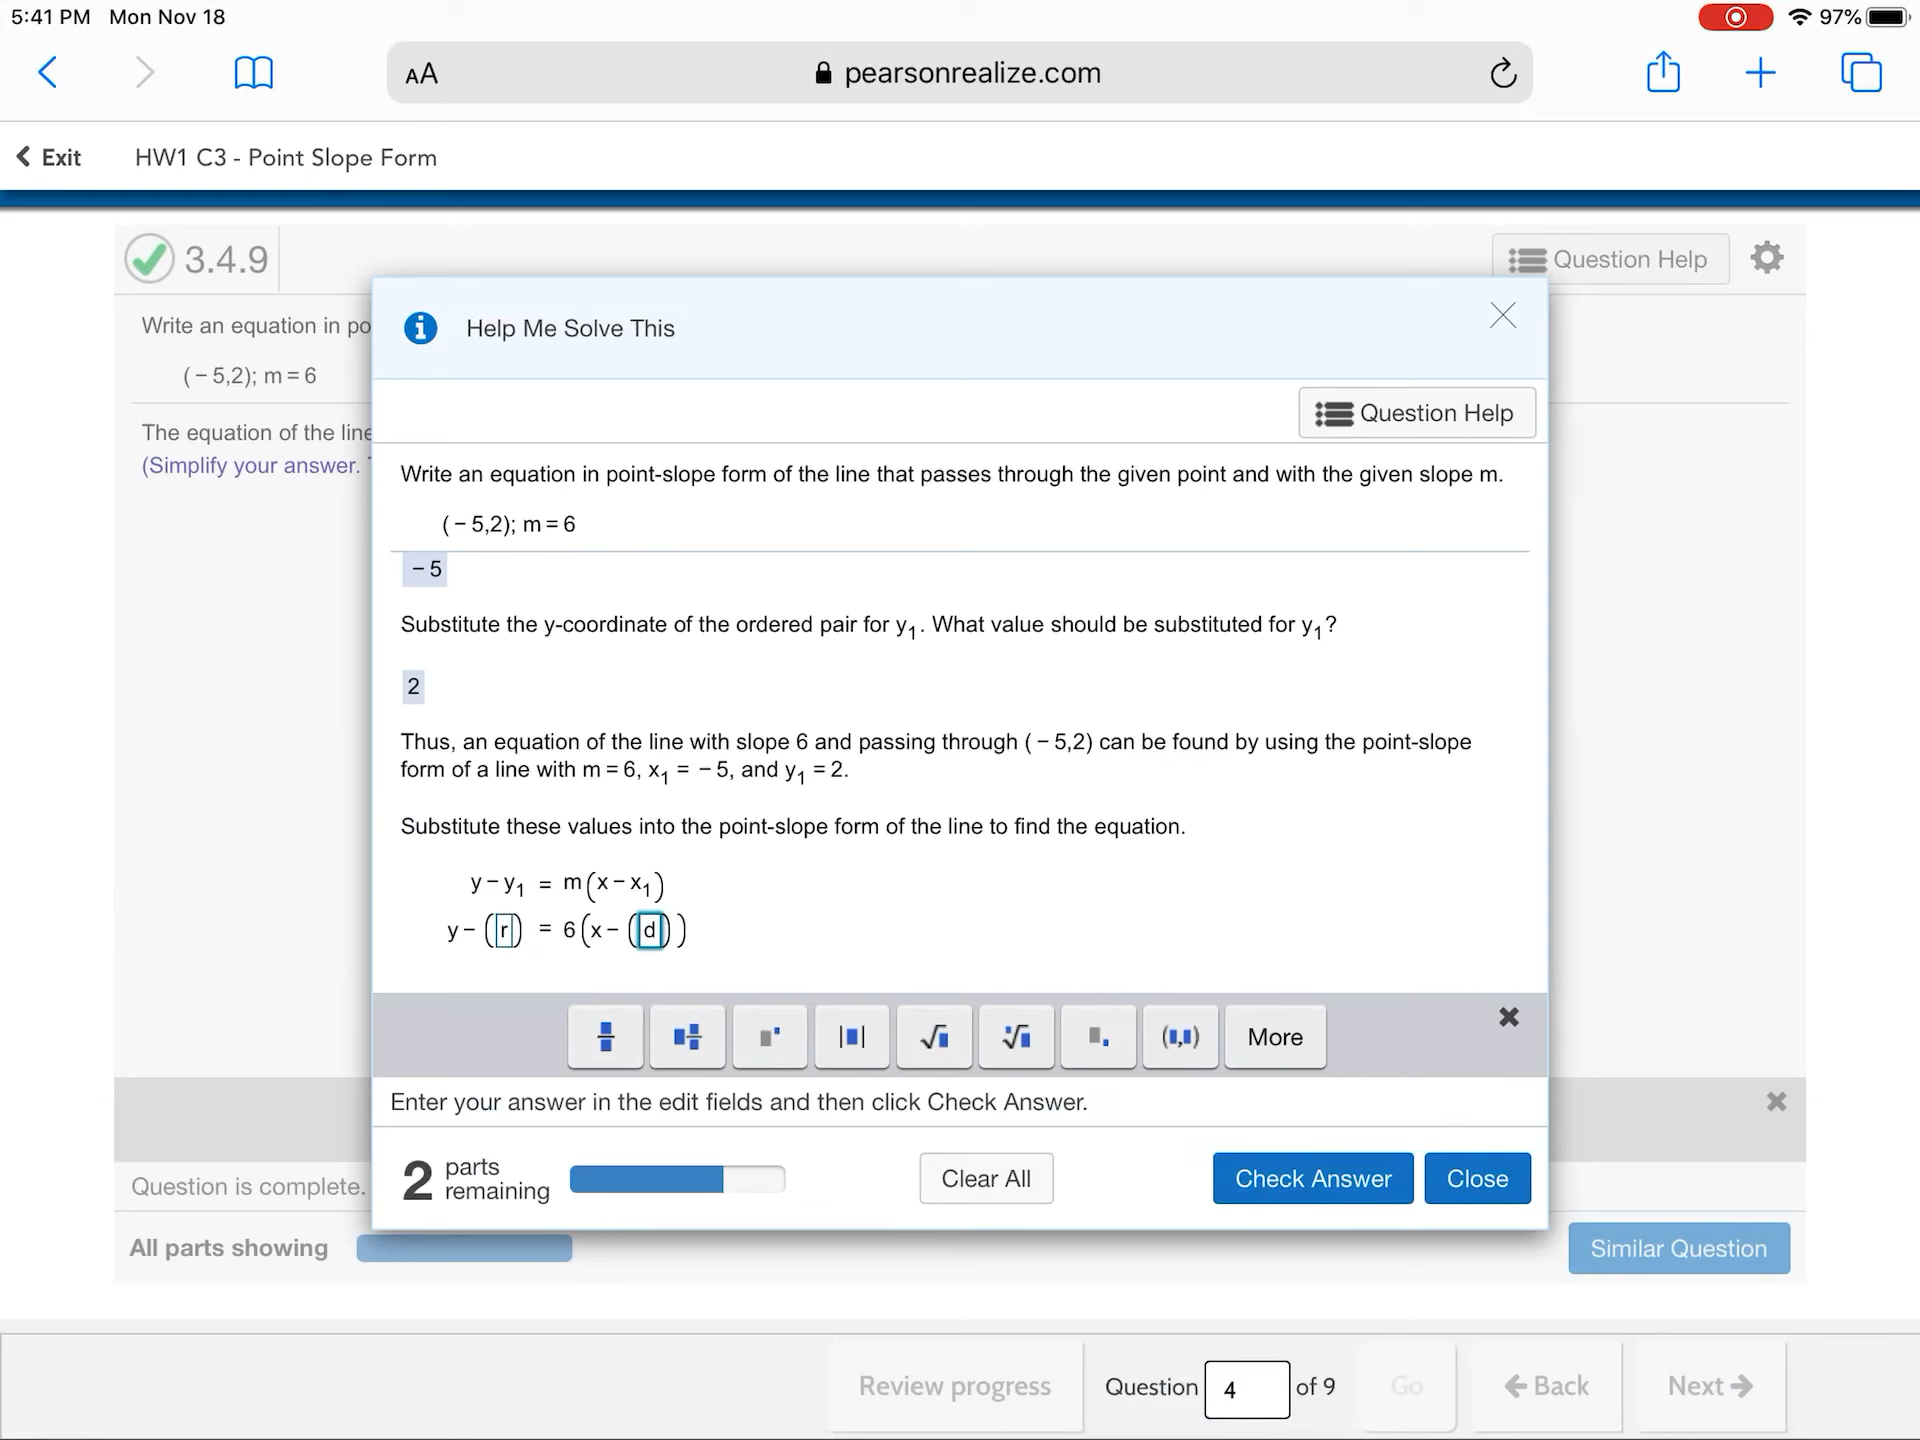 5:41 PM Mon Nov 18
97%
AA
pearsonrealize.com
Exit
HW1 C3 - Point Slope Form
3.4.9
Question Help
Write an equation in po
(-5,2); m=6
The equation of the line
(Simplify your answer.
Help Me Solve This
Question Help
Write an equation in point-slope form of the line that passes through the given point and with the given slope m.
(-5,2); m=6
-5
Substitute the y-coordinate of the ordered pair for y₁. What value should be substituted for y₁?
2
Thus, an equation of the line with slope 6 and passing through (-5,2) can be found by using the point-slope
form of a line with m=6, x₁ = -5, and y₁ = 2.
Substitute these values into the point-slope form of the line to find the equation.
y-y₁ = m(x-x₁)
y-(r) = 6(x-(d))
More
Enter your answer in the edit fields and then click Check Answer.
2 parts
remaining
Clear All
Check Answer
Close
Question is complete.
All parts showing
Similar Question
Review progress
Question 4 of 9
Go
Back
Next